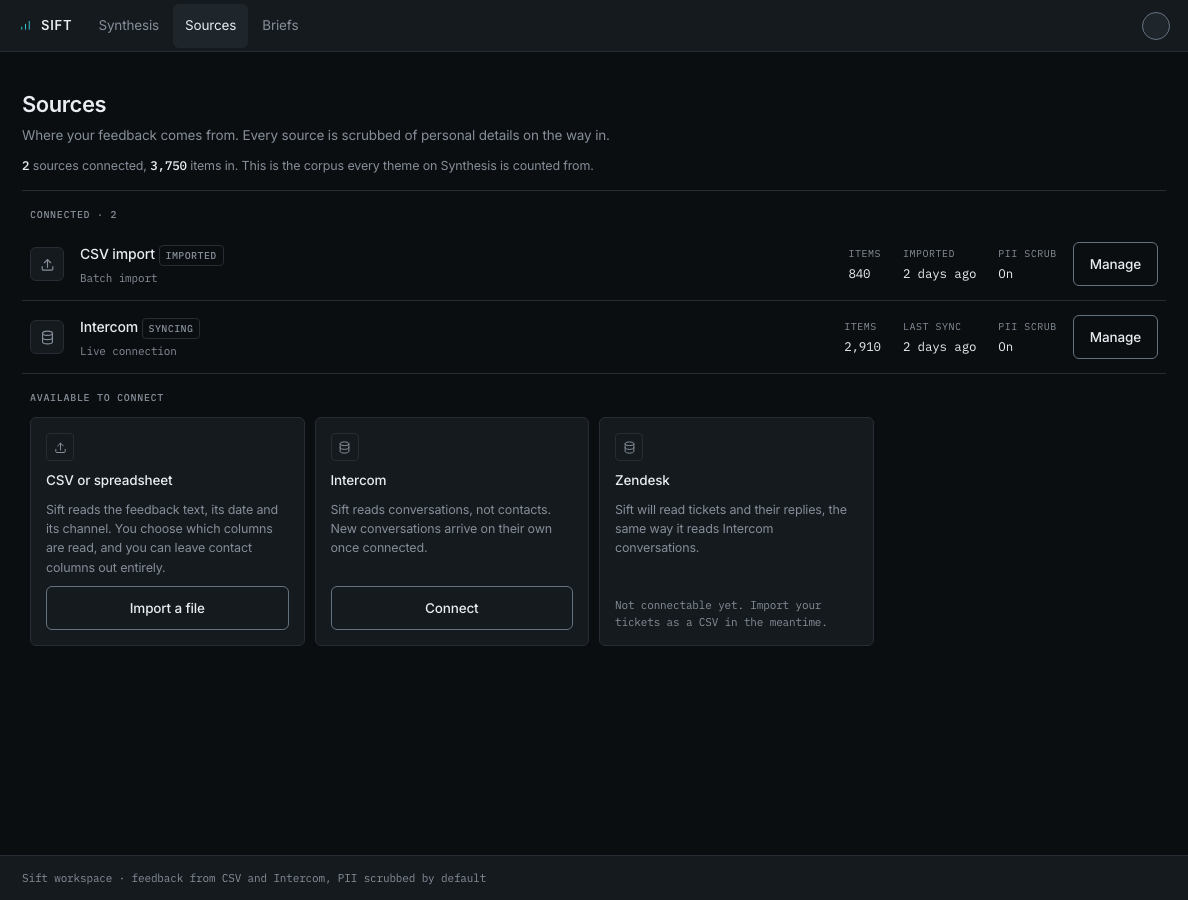 SIFT Synthesis Sources Briefs
Sources
Where your feedback comes from. Every source is scrubbed of personal details on the way in.
2 sources connected, 3,750 items in. This is the corpus every theme on Synthesis is counted from.
CONNECTED · 2
CSV import IMPORTED
Batch import
ITEMS IMPORTED PII SCRUB
840 2 days ago On
Manage
Intercom SYNCING
Live connection
ITEMS LAST SYNC PII SCRUB
2,910 2 days ago On
Manage
AVAILABLE TO CONNECT
CSV or spreadsheet
Sift reads the feedback text, its date and
its channel. You choose which columns
are read, and you can leave contact
columns out entirely.
Import a file
Intercom
Sift reads conversations, not contacts.
New conversations arrive on their own
once connected.
Connect
Zendesk
Sift will read tickets and their replies, the
same way it reads Intercom
conversations.
Not connectable yet. Import your
tickets as a CSV in the meantime.
Sift workspace · feedback from CSV and Intercom, PII scrubbed by default